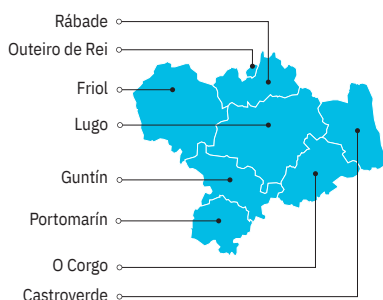 Rábade
Outeiro de Rei
Friol
Lugo
Guntín
Portomarín
O Corgo
Castroverde